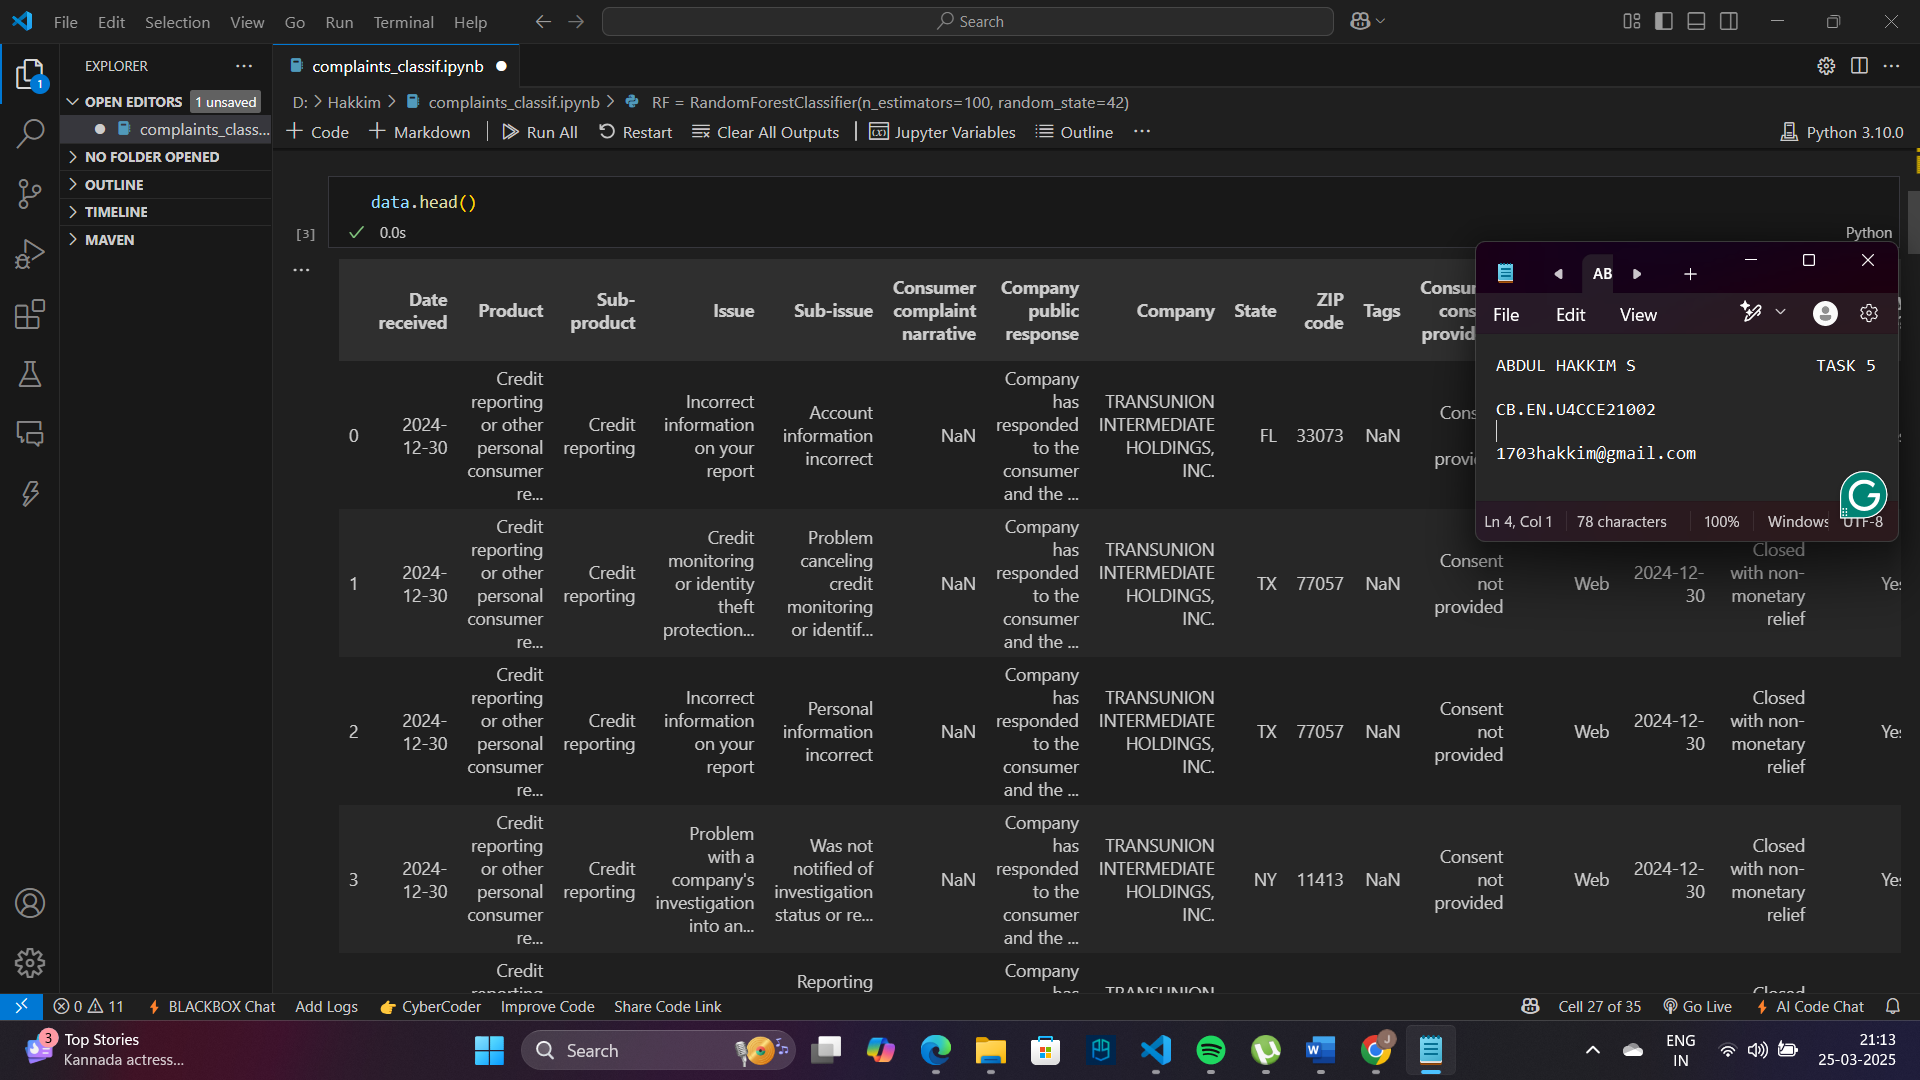 File Edit Selection View Go Run Terminal Help
Search
EXPLORER
1
OPEN EDITORS 1 unsaved
complaints_class...
NO FOLDER OPENED
OUTLINE
TIMELINE
MAVEN
complaints_classif.ipynb
D: > Hakkim > complaints_classif.ipynb > RF = RandomForestClassifier(n_estimators=100, random_state=42)
+ Code + Markdown | Run All Restart Clear All Outputs | Jupyter Variables Outline ...
Python 3.10.0
data.head()
[3] 0.0s
Python
Date received Product Sub-product Issue Sub-issue Consumer complaint narrative Company public response Company State ZIP code Tags
0 2024-12-30 Credit reporting or other personal consumer re... Credit reporting Incorrect information on your report Account information incorrect NaN Company has responded to the consumer and the ... TRANSUNION INTERMEDIATE HOLDINGS, INC. FL 33073 NaN
1 2024-12-30 Credit reporting or other personal consumer re... Credit reporting Credit monitoring or identity theft protection... Problem canceling credit monitoring or identif... NaN Company has responded to the consumer and the ... TRANSUNION INTERMEDIATE HOLDINGS, INC. TX 77057 NaN Consent not provided Web 2024-12-30 Closed with non-monetary relief Yes
2 2024-12-30 Credit reporting or other personal consumer re... Credit reporting Incorrect information on your report Personal information incorrect NaN Company has responded to the consumer and the ... TRANSUNION INTERMEDIATE HOLDINGS, INC. TX 77057 NaN Consent not provided Web 2024-12-30 Closed with non-monetary relief Yes
3 2024-12-30 Credit reporting or other personal consumer re... Credit reporting Problem with a company's investigation into an... Was not notified of investigation status or re... NaN Company has responded to the consumer and the ... TRANSUNION INTERMEDIATE HOLDINGS, INC. NY 11413 NaN Consent not provided Web 2024-12-30 Closed with non-monetary relief Yes
Credit Reporting Company
AB
File Edit View
ABDUL HAKKIM S TASK 5
CB.EN.U4CCE21002
1703hakkim@gmail.com
Ln 4, Col 1 78 characters 100% Windows UTF-8
0 11 BLACKBOX Chat Add Logs CyberCoder Improve Code Share Code Link
Cell 27 of 35 Go Live AI Code Chat
3 Top Stories
Kannada actress...
Search
ENG
IN
21:13
25-03-2025